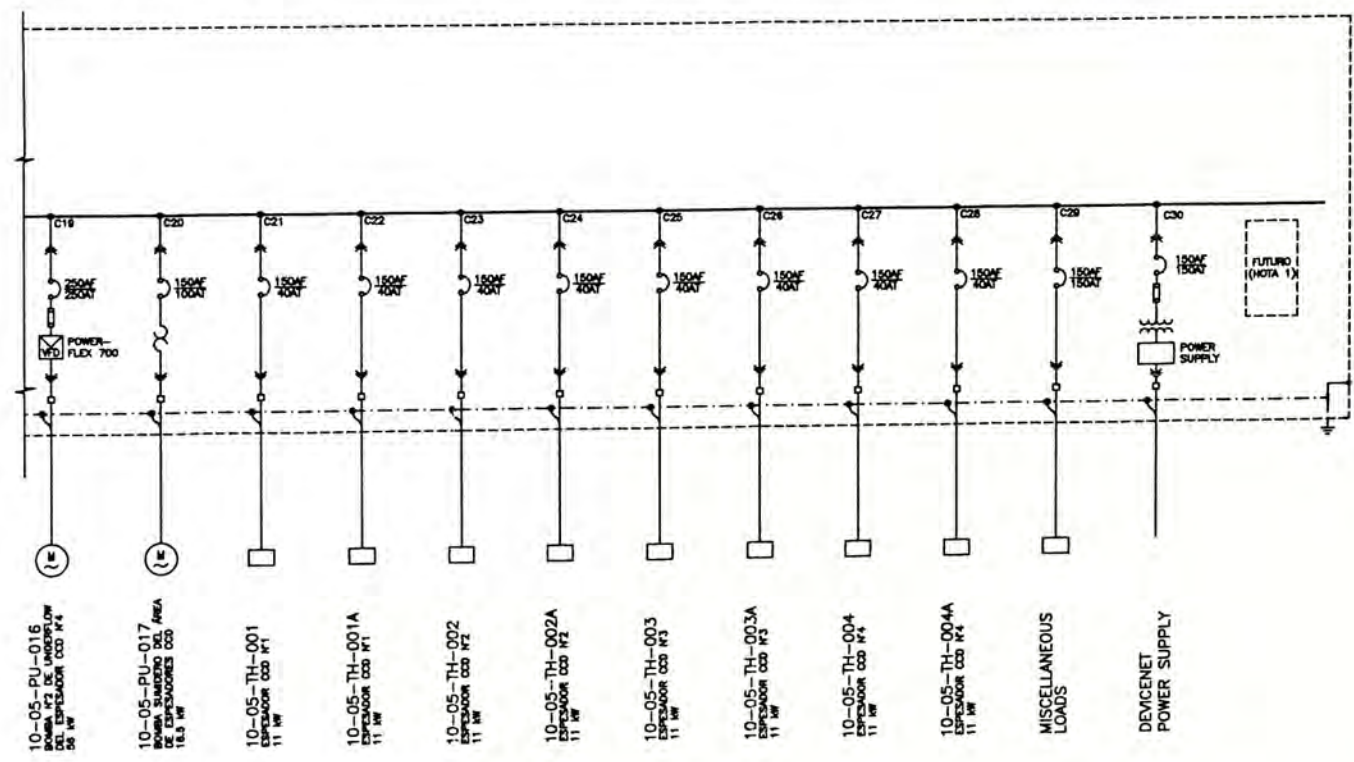 C19
C20
C21
C22
C23
C24
C25
C26
C27
C28
C29
C30
250AT
150AF
100AT
150AF
40AT
150AF
40AT
150AF
40AT
150AF
40AT
150AF
40AT
150AF
40AT
150AF
40AT
150AF
40AT
150AF
150AT
150AF
150AT
FUTURO
(NOTA 1)
VFD
POWER-
FLEX 700
POWER
SUPPLY
10-05-PU-016
BOMBA N°2 DE UNDERFLOW
DEL ESPESADOR CCD N°4
kW
10-05-PU-017
BOMBA SUMIDERO DEL ÁREA
DE ESPESADORES CCD
kW
10-05-TH-001
ESPESADOR CCD N°1
11 kW
10-05-TH-001A
ESPESADOR CCD N°1
11 kW
10-05-TH-002
ESPESADOR CCD N°2
11 kW
10-05-TH-002A
ESPESADOR CCD N°2
11 kW
10-05-TH-003
ESPESADOR CCD N°3
11 kW
10-05-TH-003A
ESPESADOR CCD N°3
11 kW
10-05-TH-004
ESPESADOR CCD N°4
11 kW
10-05-TH-004A
ESPESADOR CCD N°4
11 kW
MISCELLANEOUS
LOADS
DEVICENET
POWER SUPPLY